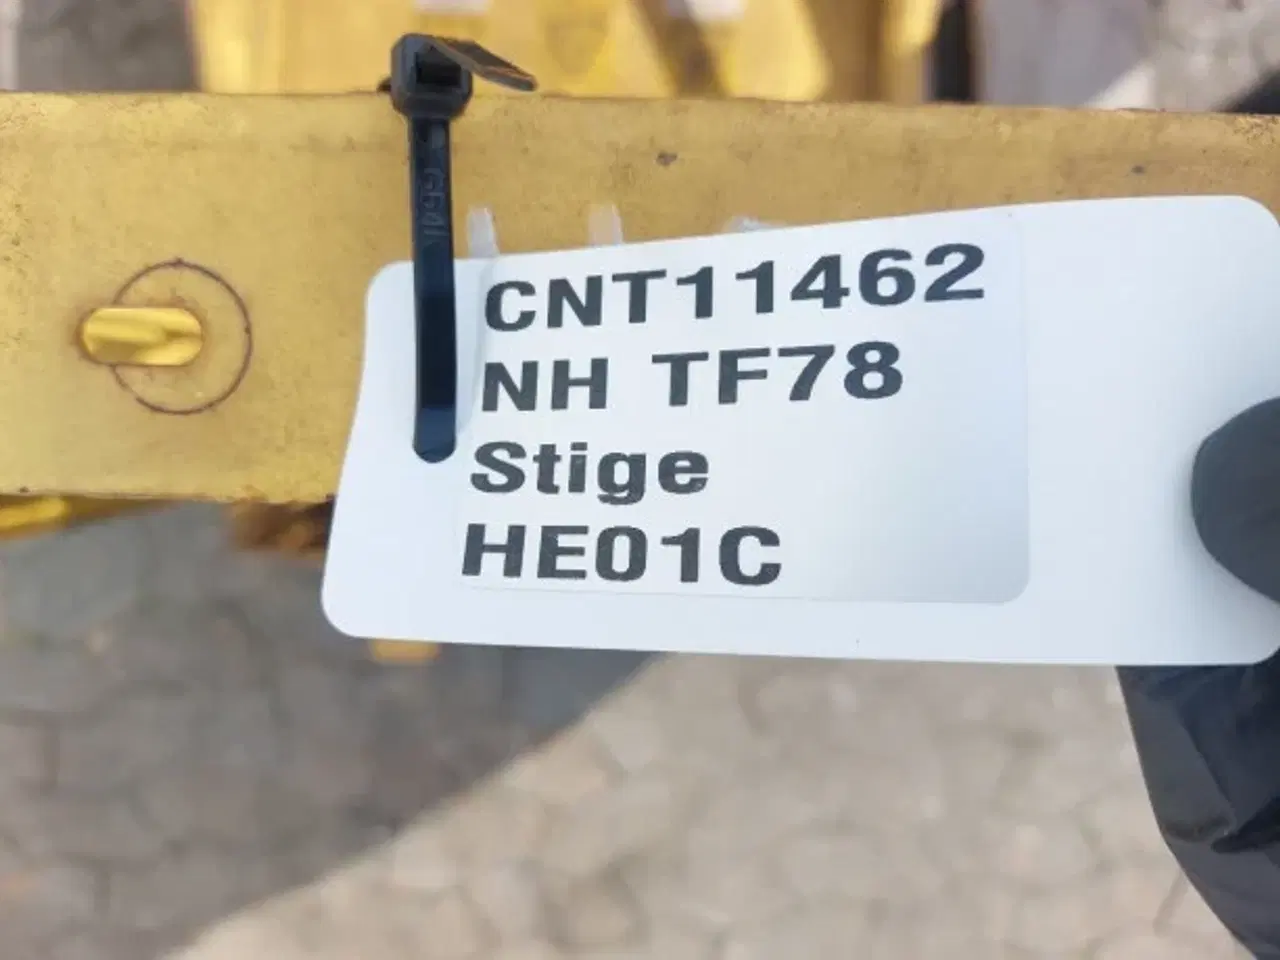 CNT11462
NH TF78
Stige
HE01C